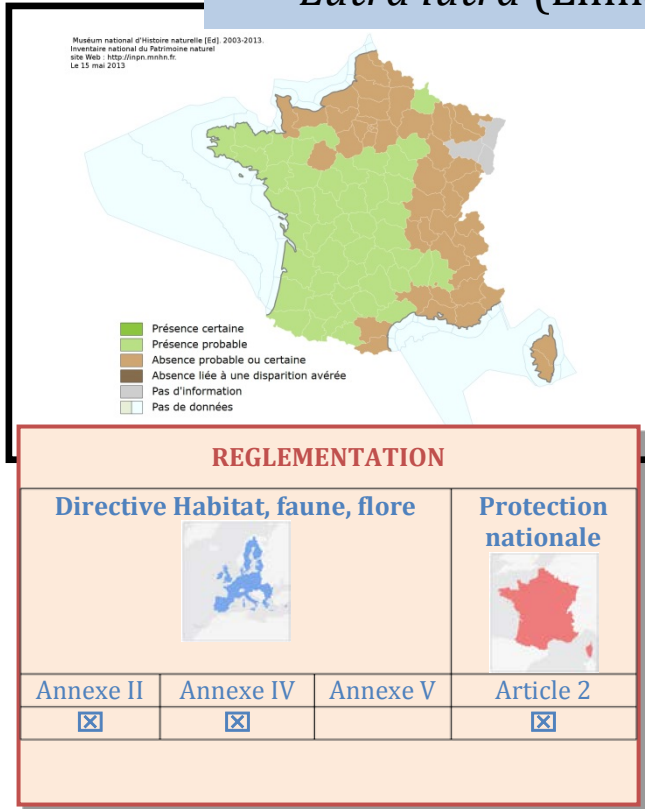 Lutra lutra (Linn
Muséum national d'Histoire naturelle [Ed]. 2003-2013.
Inventaire national du Patrimoine naturel
site Web : http://inpn.mnhn.fr.
Le 15 mai 2013
Présence certaine
Présence probable
Absence probable ou certaine
Absence liée à une disparition avérée
Pas d'information
Pas de données
REGLEMENTATION
Directive Habitat, faune, flore
Protection
nationale
Annexe II Annexe IV Annexe V Article 2
☒ ☒ ☒